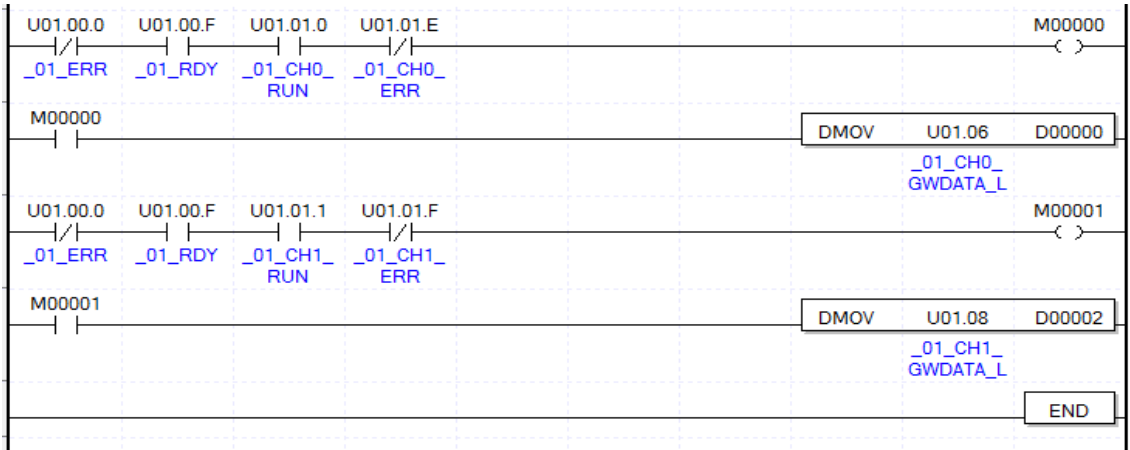 U01.00.0 U01.00.F U01.01.0 U01.01.E M00000
_01_ERR _01_RDY _01_CH0_ _01_CH0_
RUN ERR
M00000
DMOV U01.06 D00000
_01_CH0_
GWDATA_L
U01.00.0 U01.00.F U01.01.1 U01.01.F M00001
_01_ERR _01_RDY _01_CH1_ _01_CH1_
RUN ERR
M00001
DMOV U01.08 D00002
_01_CH1_
GWDATA_L
END